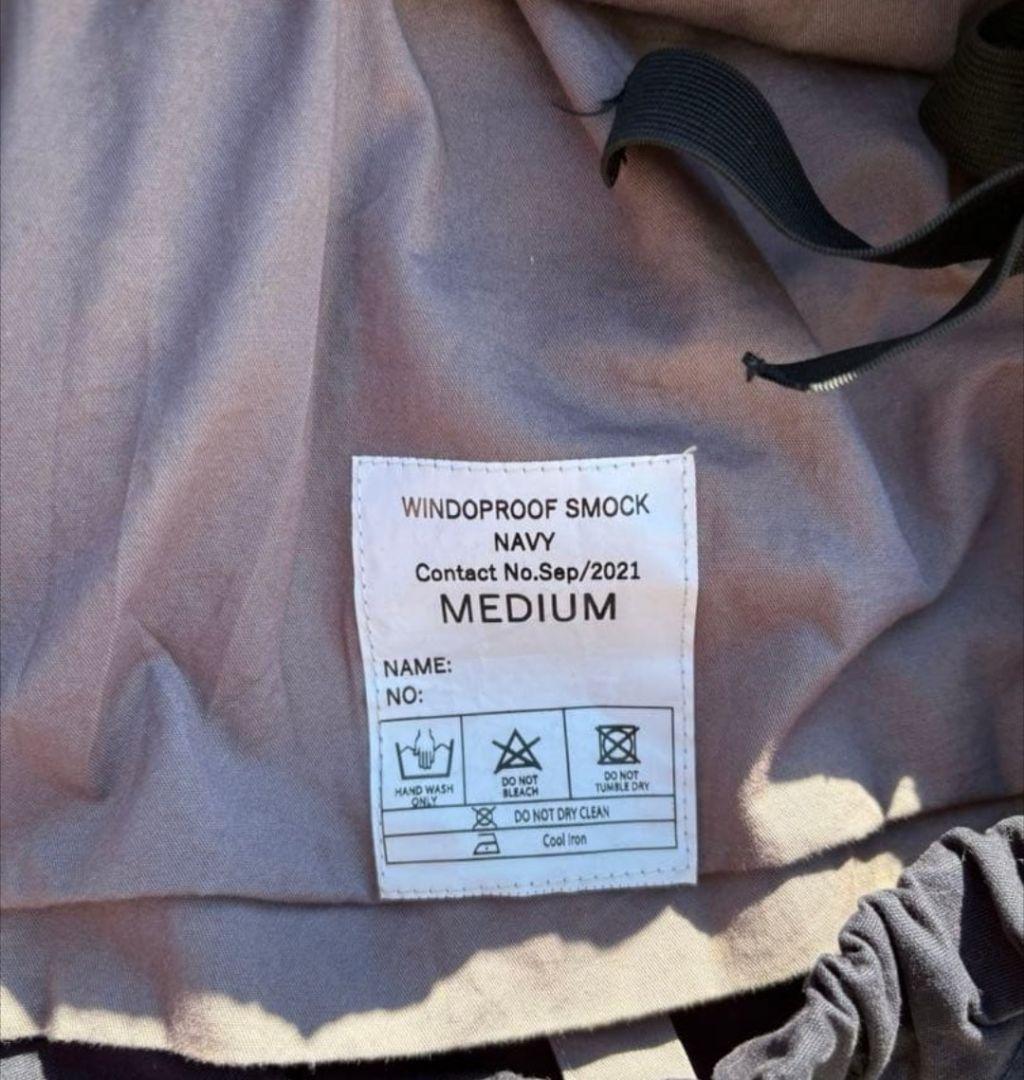 WINDOPROOF SMOCK
NAVY
Contact No.Sep/2021
MEDIUM
NAME:
NO:
HAND WASH
ONLY
DO NOT
BLEACH
DO NOT
TUMBLE DRY
DO NOT DRY CLEAN
Cool Iron